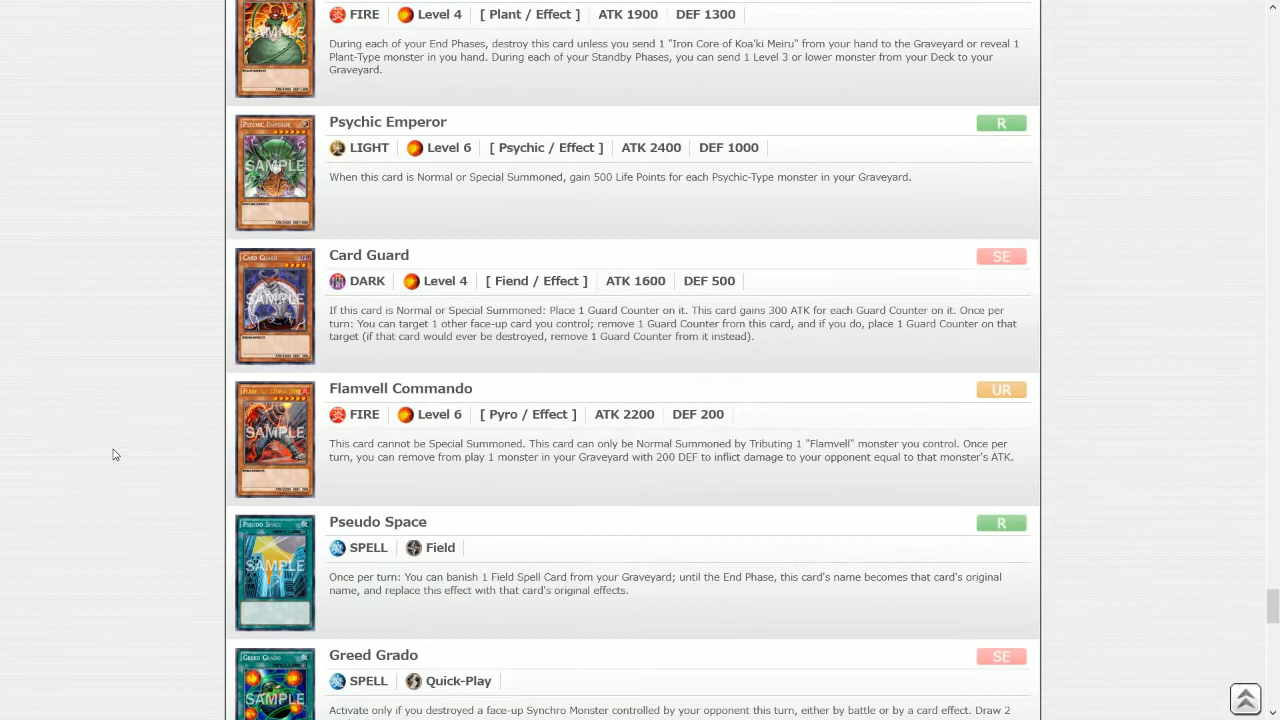 FIRE Level 4 [ Plant / Effect ] ATK 1900 DEF 1300
During each of your End Phases, destroy this card unless you send 1 "Iron Core of Koa'ki Meiru" from your hand to the Graveyard or reveal 1
Plant-Type monster in you hand. During each of your Standby Phases, you can send 1 Level 3 or lower monster from your Desk to your
Graveyard.
SAMPLE
Psychic Emperor
R
PSYCHIC EMPEROR
LIGHT Level 6 [ Psychic / Effect ] ATK 2400 DEF 1000
SAMPLE
When this card is Normal or Special Summoned, gain 500 Life Points for each Psychic-Type monster in your Graveyard.
Card Guard
SE
CARD GUARD
DARK Level 4 [ Fiend / Effect ] ATK 1600 DEF 500
SAMPLE
If this card is Normal or Special Summoned: Place 1 Guard Counter on it. This card gains 300 ATK for each Guard Counter on it. Once per
turn: You can target 1 other face-up card you control; remove 1 Guard Counter from this card, and if you do, place 1 Guard Counter on that
target (if that card would ever be destroyed, remove 1 Guard Counter from it instead).
Flamvell Commando
UR
FIRE Level 6 [ Pyro / Effect ] ATK 2200 DEF 200
SAMPLE
This card cannot be Special Summoned. This card can only be Normal Summoned by Tributing 1 "Flamvell" monster you control. Once per
turn, you can remove from play 1 monster in your Graveyard with 200 DEF to inflict damage to your opponent equal to that monster's ATK.
Pseudo Space
R
PSEUDO SPACE
SPELL Field
SAMPLE
Once per turn: You can banish 1 Field Spell Card from your Graveyard; until the End Phase, this card's name becomes that card's original
name, and replace this effect with that card's original effects.
Greed Grado
SE
GREED GRADO
SPELL Quick-Play
SAMPLE
Activate only if you destroyed a face-up Synchro Monster controlled by your opponent this turn, either by battle or by a card effect. Draw 2